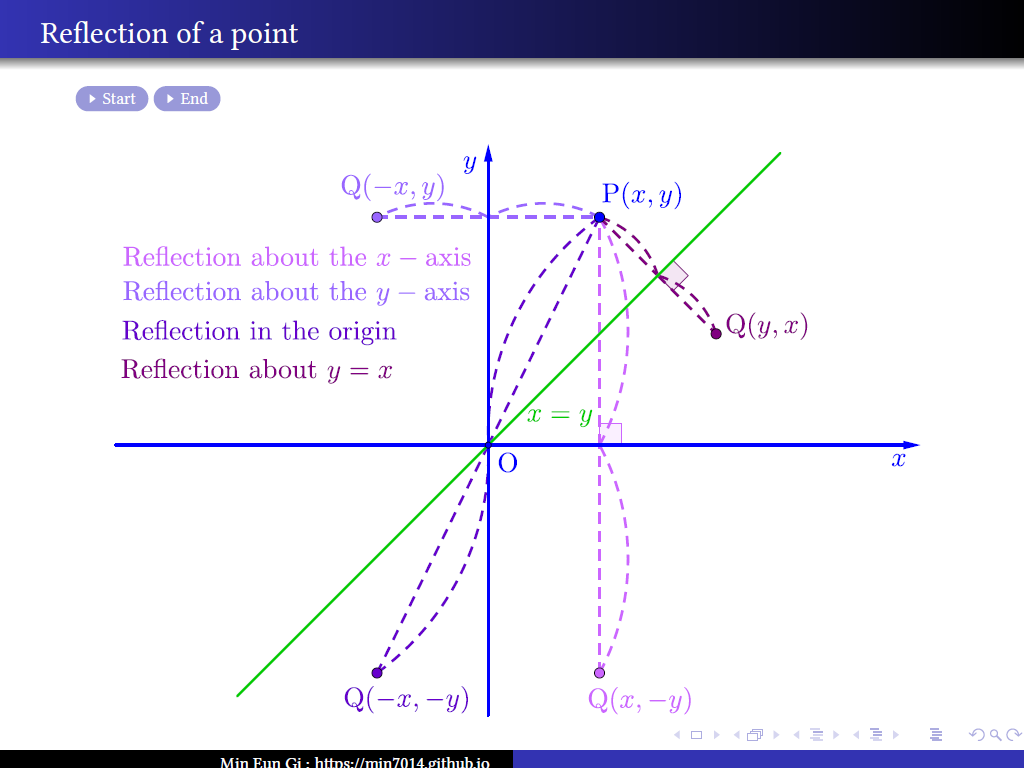 Reflection of a point
Start
End
y
Q(−x, y)
P(x, y)
Reflection about the x − axis
Reflection about the y − axis
Reflection in the origin
Q(y, x)
Reflection about y = x
x = y
O
x
Q(−x, −y)
Q(x, −y)
Min Eun Gi : https://min7014.github.io